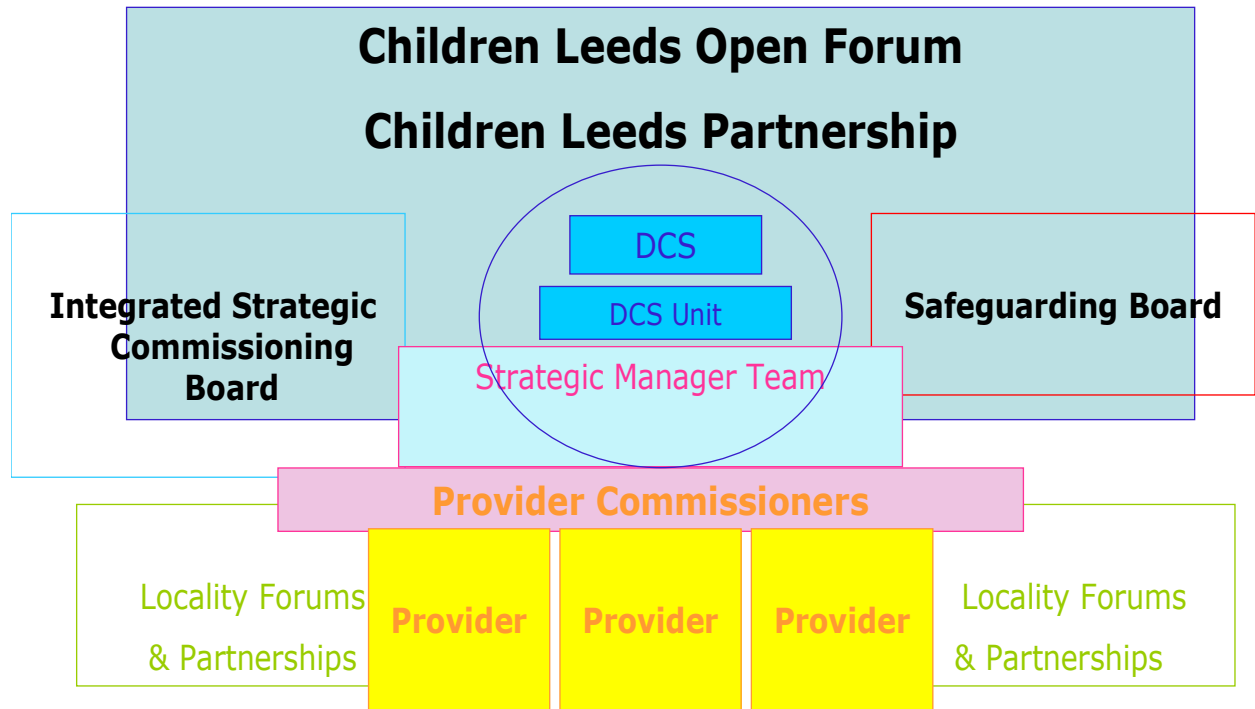 Children Leeds Open Forum
Children Leeds Partnership
DCS
DCS Unit
Integrated Strategic
Commissioning
Board
Safeguarding Board
Strategic Manager Team
Provider Commissioners
Locality Forums
& Partnerships
Provider
Provider
Provider
Locality Forums
& Partnerships